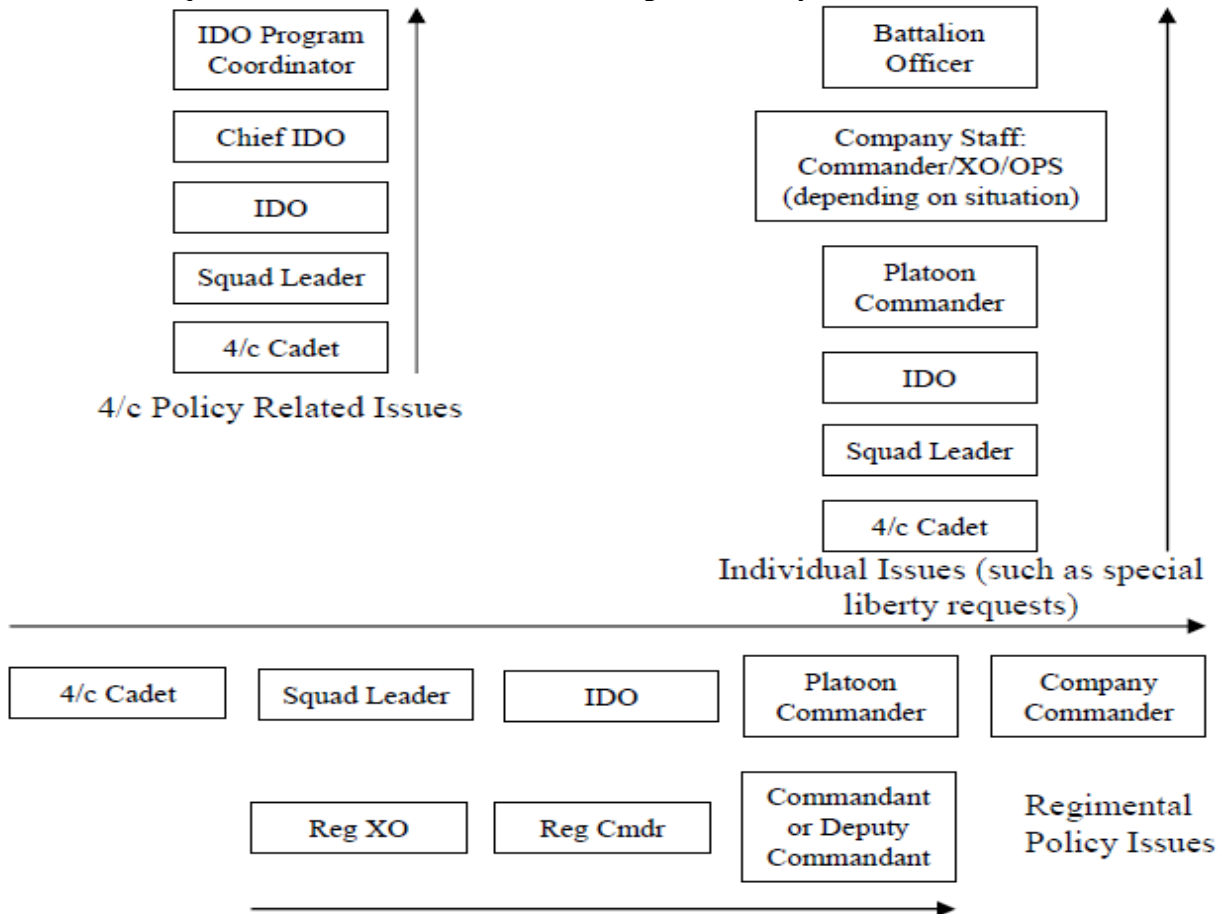 IDO Program
Coordinator
Chief IDO
IDO
Squad Leader
4/c Cadet
4/c Policy Related Issues
Battalion
Officer
Company Staff:
Commander/XO/OPS
(depending on situation)
Platoon
Commander
IDO
Squad Leader
4/c Cadet
Individual Issues (such as special
liberty requests)
4/c Cadet
Squad Leader
IDO
Platoon
Commander
Company
Commander
Reg XO
Reg Cmdr
Commandant
or Deputy
Commandant
Regimental
Policy Issues